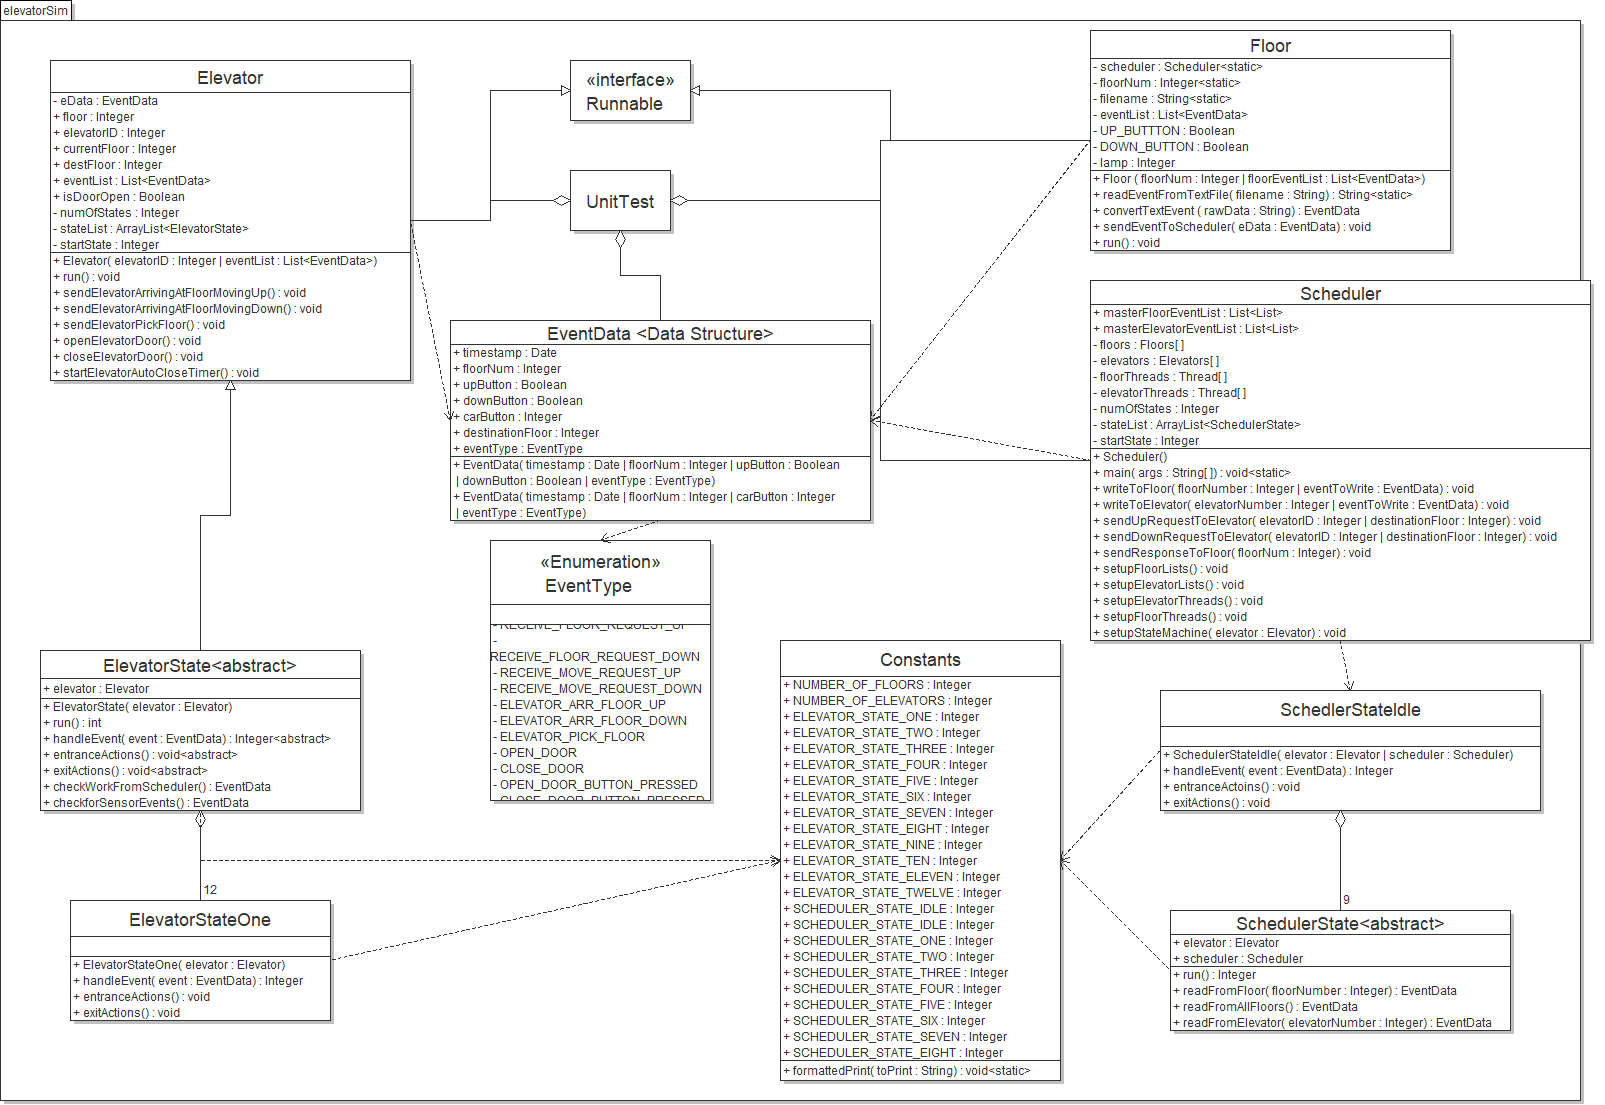 elevatorSim
Elevator
- eData : EventData
+ floor : Integer
+ elevatorID : Integer
+ currentFloor : Integer
+ destFloor : Integer
+ eventList : List<EventData>
+ isDoorOpen : Boolean
- numOfStates : Integer
- stateList : ArrayList<ElevatorState>
- startState : Integer
+ Elevator( elevatorID : Integer | eventList : List<EventData>)
+ run() : void
+ sendElevatorArrivingAtFloorMovingUp() : void
+ sendElevatorArrivingAtFloorMovingDown() : void
+ sendElevatorPickFloor() : void
+ openElevatorDoor() : void
+ closeElevatorDoor() : void
+ startElevatorAutoCloseTimer() : void
«interface»
Runnable
UnitTest
Floor
- scheduler : Scheduler<static>
- floorNum : Integer<static>
- filename : String<static>
- eventList : List<EventData>
- UP_BUTTTON : Boolean
- DOWN_BUTTON : Boolean
- lamp : Integer
+ Floor ( floorNum : Integer | floorEventList : List<EventData>)
+ readEventFromTextFile( filename : String) : String<static>
+ convertTextEvent ( rawData : String) : EventData
+ sendEventToScheduler( eData : EventData) : void
+ run() : void
Scheduler
+ masterFloorEventList : List<List>
+ masterElevatorEventList : List<List>
- floors : Floors[ ]
- elevators : Elevators[ ]
- floorThreads : Thread[ ]
- elevatorThreads : Thread[ ]
- numOfStates : Integer
- stateList : ArrayList<SchedulerState>
- startState : Integer
+ Scheduler()
+ main( args : String[ ]) : void<static>
+ writeToFloor( floorNumber : Integer | eventToWrite : EventData) : void
+ writeToElevator( elevatorNumber : Integer | eventToWrite : EventData) : void
+ sendUpRequestToElevator( elevatorID : Integer | destinationFloor : Integer) : void
+ sendDownRequestToElevator( elevatorID : Integer | destinationFloor : Integer) : void
+ sendResponseToFloor( floorNum : Integer) : void
+ setupFloorLists() : void
+ setupElevatorLists() : void
+ setupElevatorThreads() : void
+ setupFloorThreads() : void
+ setupStateMachine( elevator : Elevator) : void
EventData <Data Structure>
+ timestamp : Date
+ floorNum : Integer
+ upButton : Boolean
+ downButton : Boolean
+ carButton : Integer
+ destinationFloor : Integer
+ eventType : EventType
+ EventData( timestamp : Date | floorNum : Integer | upButton : Boolean
| downButton : Boolean | eventType : EventType)
+ EventData( timestamp : Date | floorNum : Integer | carButton : Integer
| eventType : EventType)
«Enumeration»
EventType
- RECEIVE_FLOOR_REQUEST_UP
-
RECEIVE_FLOOR_REQUEST_DOWN
- RECEIVE_MOVE_REQUEST_UP
- RECEIVE_MOVE_REQUEST_DOWN
- ELEVATOR_ARR_FLOOR_UP
- ELEVATOR_ARR_FLOOR_DOWN
- ELEVATOR_PICK_FLOOR
- OPEN_DOOR
- CLOSE_DOOR
- OPEN_DOOR_BUTTON_PRESSED
- CLOSE_DOOR_BUTTON_PRESSED
ElevatorState<abstract>
+ elevator : Elevator
+ ElevatorState( elevator : Elevator)
+ run() : int
+ handleEvent( event : EventData) : Integer<abstract>
+ entranceActions() : void<abstract>
+ exitActions() : void<abstract>
+ checkWorkFromScheduler() : EventData
+ checkforSensorEvents() : EventData
12
ElevatorStateOne
+ ElevatorStateOne( elevator : Elevator)
+ handleEvent( event : EventData) : Integer
+ entranceActions() : void
+ exitActions() : void
Constants
+ NUMBER_OF_FLOORS : Integer
+ NUMBER_OF_ELEVATORS : Integer
+ ELEVATOR_STATE_ONE : Integer
+ ELEVATOR_STATE_TWO : Integer
+ ELEVATOR_STATE_THREE : Integer
+ ELEVATOR_STATE_FOUR : Integer
+ ELEVATOR_STATE_FIVE : Integer
+ ELEVATOR_STATE_SIX : Integer
+ ELEVATOR_STATE_SEVEN : Integer
+ ELEVATOR_STATE_EIGHT : Integer
+ ELEVATOR_STATE_NINE : Integer
+ ELEVATOR_STATE_TEN : Integer
+ ELEVATOR_STATE_ELEVEN : Integer
+ ELEVATOR_STATE_TWELVE : Integer
+ SCHEDULER_STATE_IDLE : Integer
+ SCHEDULER_STATE_IDLE : Integer
+ SCHEDULER_STATE_ONE : Integer
+ SCHEDULER_STATE_TWO : Integer
+ SCHEDULER_STATE_THREE : Integer
+ SCHEDULER_STATE_FOUR : Integer
+ SCHEDULER_STATE_FIVE : Integer
+ SCHEDULER_STATE_SIX : Integer
+ SCHEDULER_STATE_SEVEN : Integer
+ SCHEDULER_STATE_EIGHT : Integer
+ formattedPrint( toPrint : String) : void<static>
SchedlerStateIdle
+ SchedulerStateIdle( elevator : Elevator | scheduler : Scheduler)
+ handleEvent( event : EventData) : Integer
+ entranceActoins() : void
+ exitActions() : void
9
SchedulerState<abstract>
+ elevator : Elevator
+ scheduler : Scheduler
+ run() : Integer
+ readFromFloor( floorNumber : Integer) : EventData
+ readFromAllFloors() : EventData
+ readFromElevator( elevatorNumber : Integer) : EventData